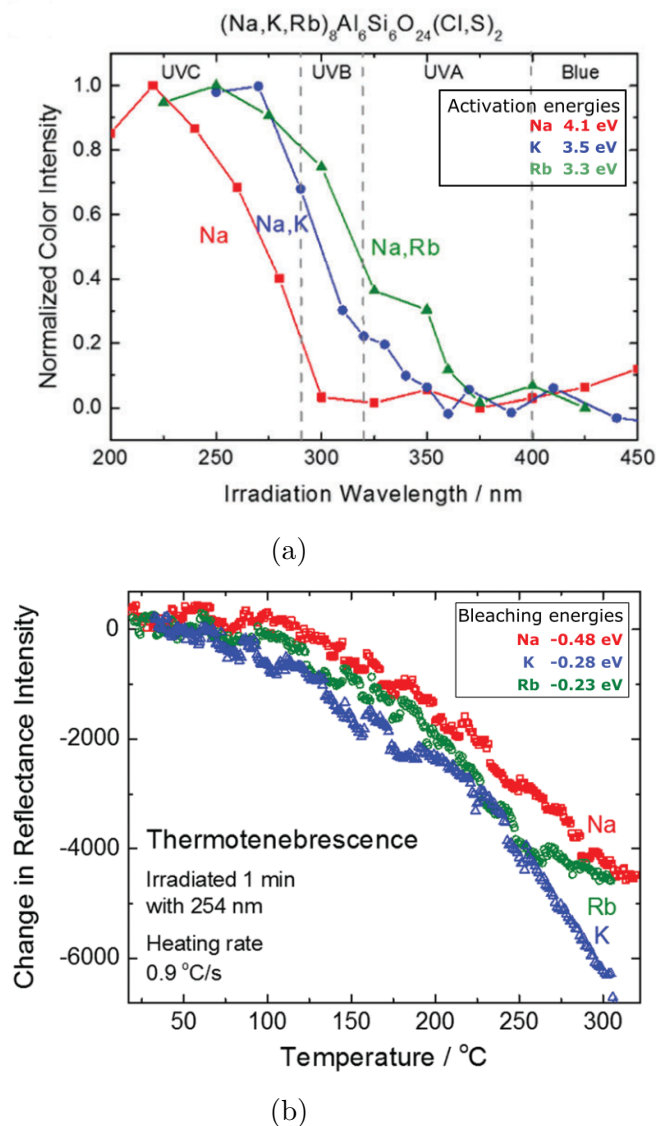 (Na,K,Rb)₈Al₆Si₆O₂₄(Cl,S)₂
UVC UVB UVA Blue
Activation energies
Na 4.1 eV
K 3.5 eV
Rb 3.3 eV
Na
Na,K
Na,Rb
Normalized Color Intensity
1.0
0.8
0.6
0.4
0.2
0.0
200 250 300 350 400 450
Irradiation Wavelength / nm
(a)
Bleaching energies
Na -0.48 eV
K -0.28 eV
Rb -0.23 eV
Change in Reflectance Intensity
0
-2000
-4000
-6000
Thermotenebrescence
Irradiated 1 min
with 254 nm
Heating rate
0.9 °C/s
Na
Rb
K
50 100 150 200 250 300
Temperature / °C
(b)